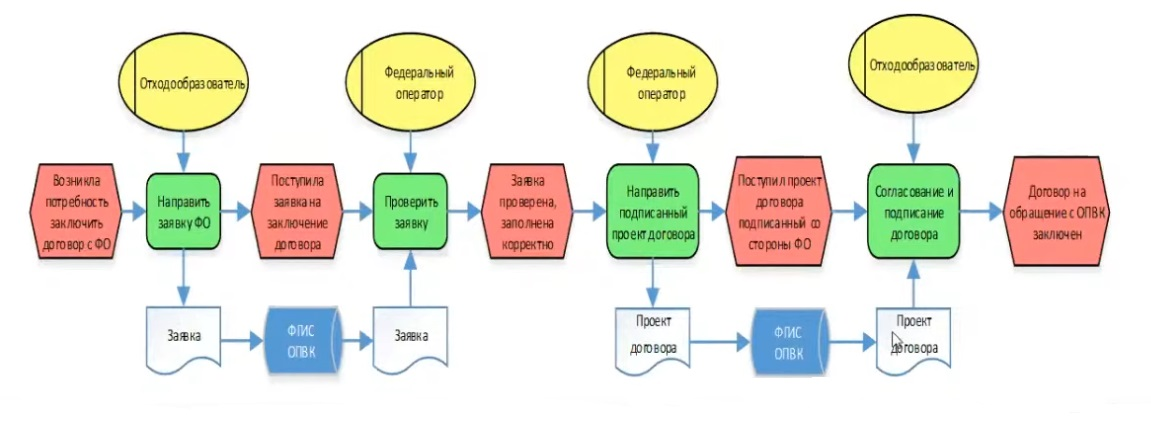 Отходообразователь
Федеральный
оператор
Федеральный
оператор
Отходообразователь
Возникла
потребность
заключить
договор с ФО
Направить
заявку ФО
Поступила
заявка на
заключение
договора
Проверить
заявку
Заявка
проверена,
заполнена
корректно
Направить
подписанный
проект договора
Поступил проект
договора
подписанный со
стороны ФО
Согласование и
подписание
договора
Договор на
обращение с ОПВК
заключен
Заявка
ФГИС
ОПВК
Заявка
Проект
договора
ФГИС
ОПВК
Проект
договора